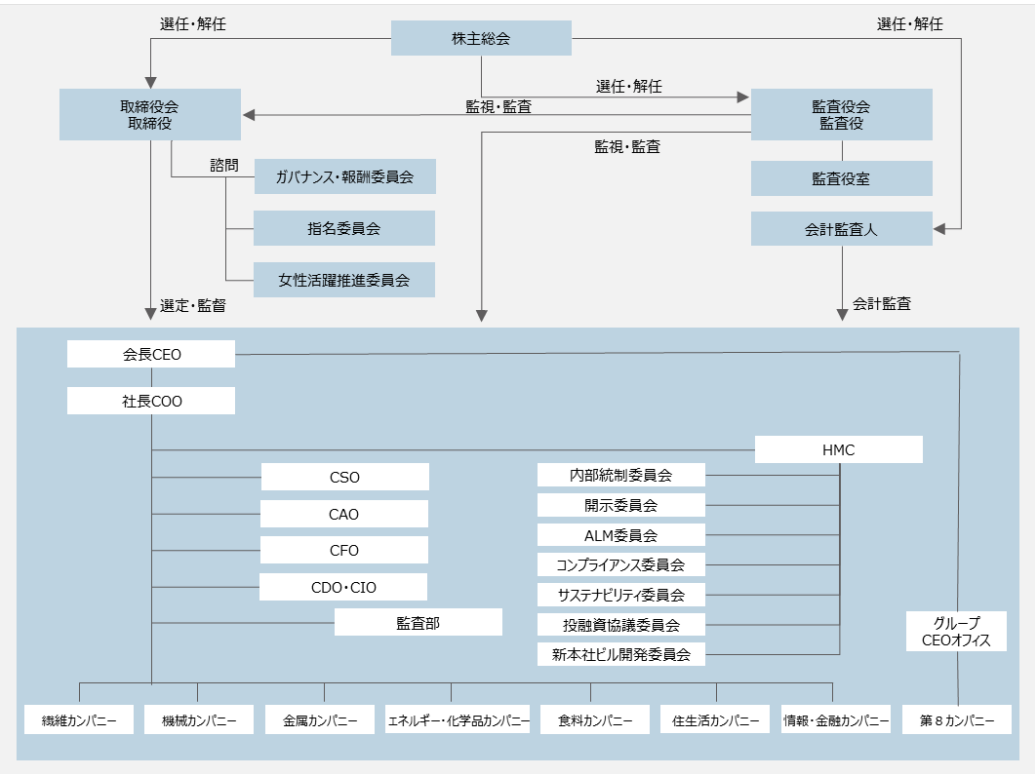 選任・解任
株主総会
選任・解任
選任・解任
取締役会
取締役
監視・監査
監査役会
監査役
監視・監査
諮問
ガバナンス・報酬委員会
監査役室
指名委員会
会計監査人
女性活躍推進委員会
選定・監督
会計監査
会長CEO
社長COO
HMC
CSO
CAO
CFO
CDO・CIO
監査部
内部統制委員会
開示委員会
ALM委員会
コンプライアンス委員会
サステナビリティ委員会
投融資協議委員会
新本社ビル開発委員会
グループ
CEOオフィス
繊維カンパニー
機械カンパニー
金属カンパニー
エネルギー・化学品カンパニー
食料カンパニー
住生活カンパニー
情報・金融カンパニー
第８カンパニー